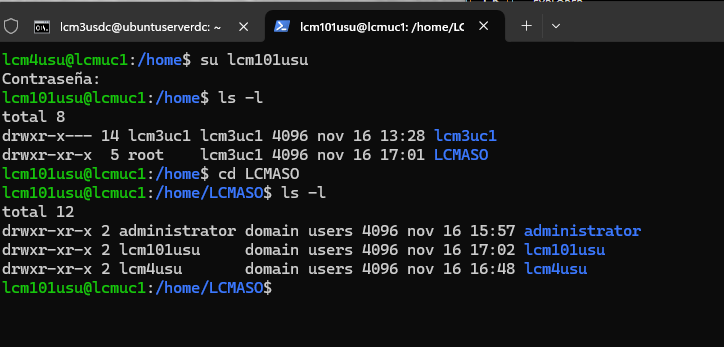 lcm3usdc@ubuntuserverdc: ~
lcm101usu@lcmuc1: /home/LC
lcm4usu@lcmuc1:/home$ su lcm101usu
Contraseña:
lcm101usu@lcmuc1:/home$ ls -l
total 8
drwxr-x--- 14 lcm3uc1 lcm3uc1 4096 nov 16 13:28 lcm3uc1
drwxr-xr-x  5 root    lcm3uc1 4096 nov 16 17:01 LCMASO
lcm101usu@lcmuc1:/home$ cd LCMASO
lcm101usu@lcmuc1:/home/LCMASO$ ls -l
total 12
drwxr-xr-x 2 administrator domain users 4096 nov 16 15:57 administrator
drwxr-xr-x 2 lcm101usu     domain users 4096 nov 16 17:02 lcm101usu
drwxr-xr-x 2 lcm4usu       domain users 4096 nov 16 16:48 lcm4usu
lcm101usu@lcmuc1:/home/LCMASO$